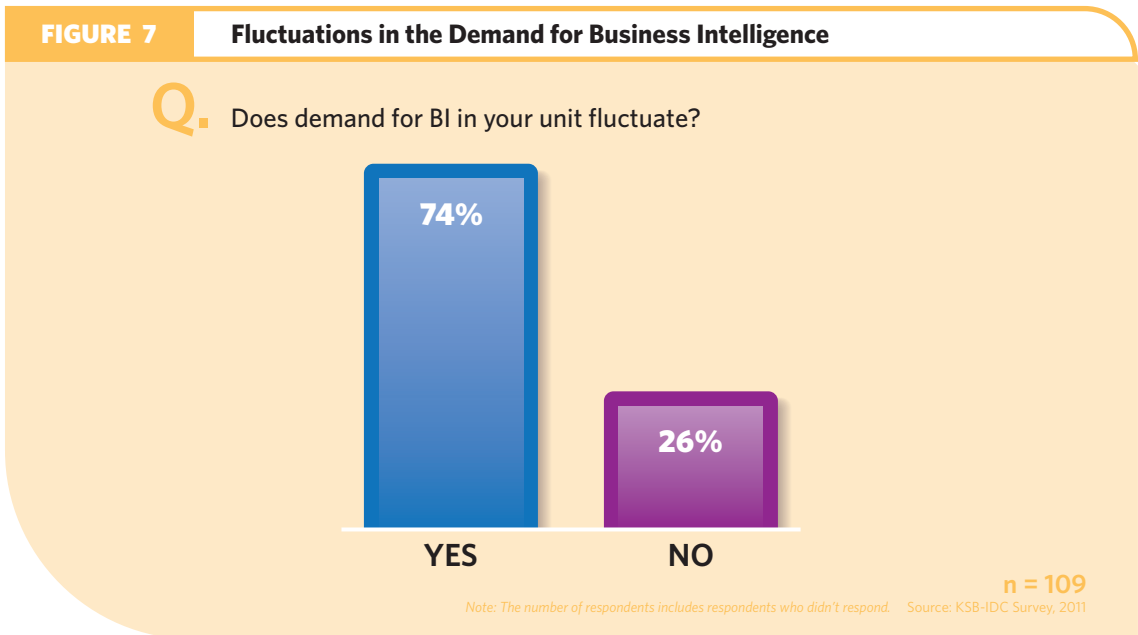 FIGURE 7 Fluctuations in the Demand for Business Intelligence
Q. Does demand for BI in your unit fluctuate?
74%
26%
YES NO
n = 109
Note: The number of respondents includes respondents who didn't respond. Source: KSB-IDC Survey, 2011